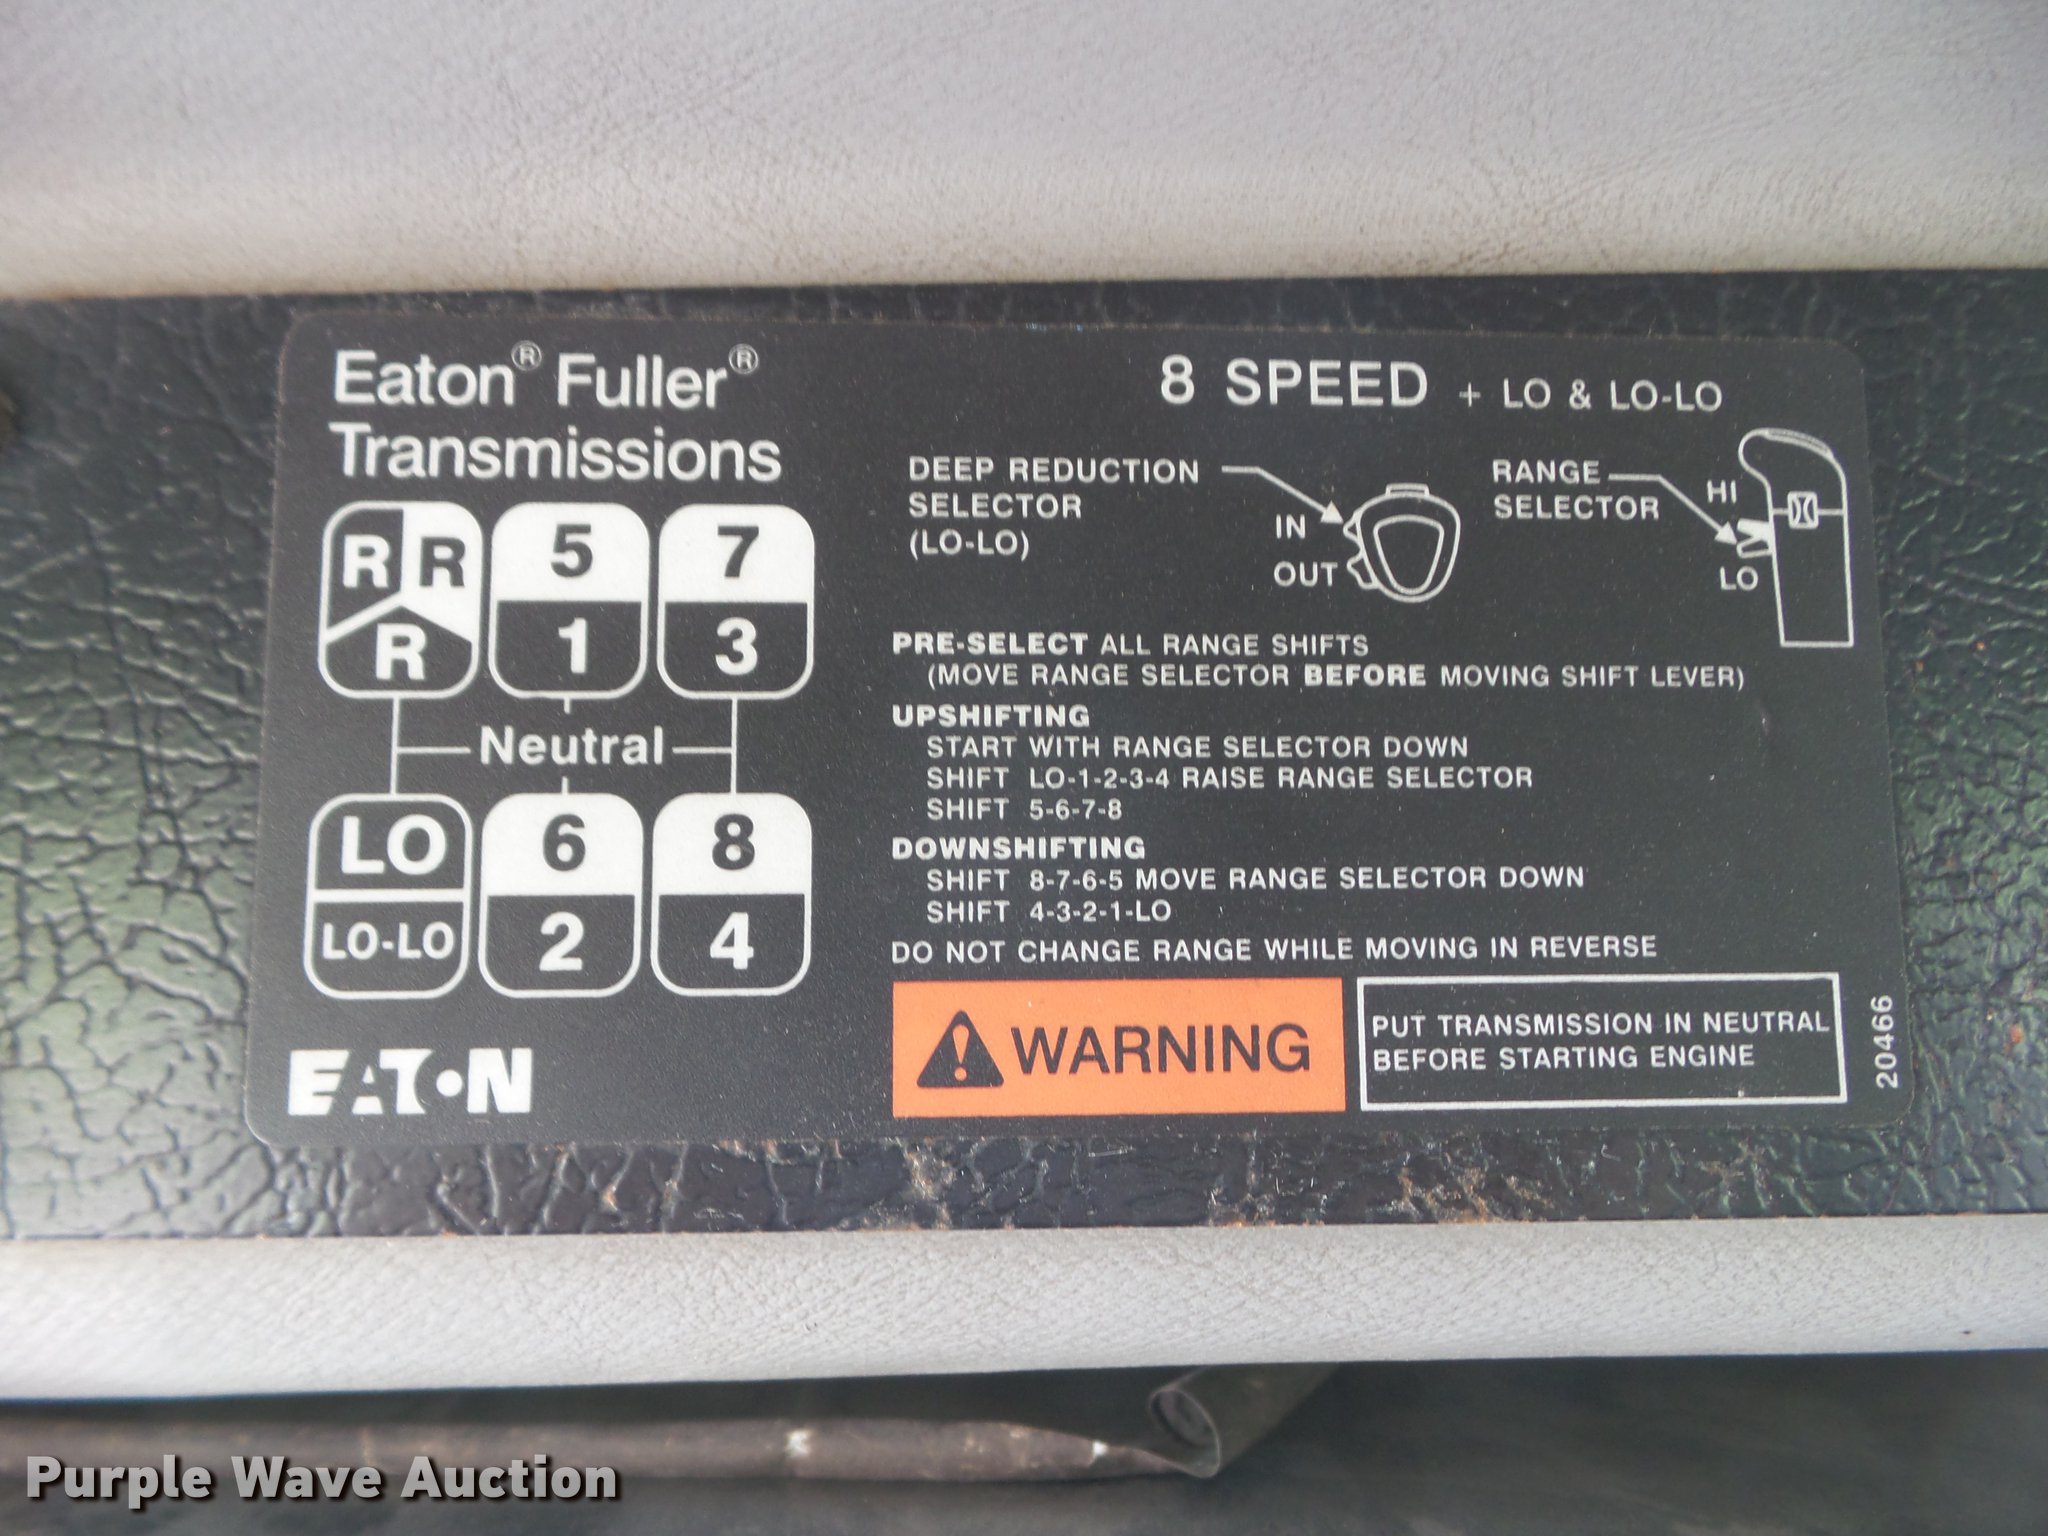 Eaton® Fuller®
Transmissions
8 SPEED + LO & LO-LO
DEEP REDUCTION
SELECTOR
(LO-LO)
IN
OUT
RANGE
SELECTOR
HI
LO
R R
R
5
1
7
3
Neutral
LO
LO-LO
6
2
8
4
PRE-SELECT ALL RANGE SHIFTS
(MOVE RANGE SELECTOR BEFORE MOVING SHIFT LEVER)
UPSHIFTING
START WITH RANGE SELECTOR DOWN
SHIFT LO-1-2-3-4 RAISE RANGE SELECTOR
SHIFT 5-6-7-8
DOWNSHIFTING
SHIFT 8-7-6-5 MOVE RANGE SELECTOR DOWN
SHIFT 4-3-2-1-LO
DO NOT CHANGE RANGE WHILE MOVING IN REVERSE
WARNING
PUT TRANSMISSION IN NEUTRAL
BEFORE STARTING ENGINE
20466
EATON
Purple Wave Auction